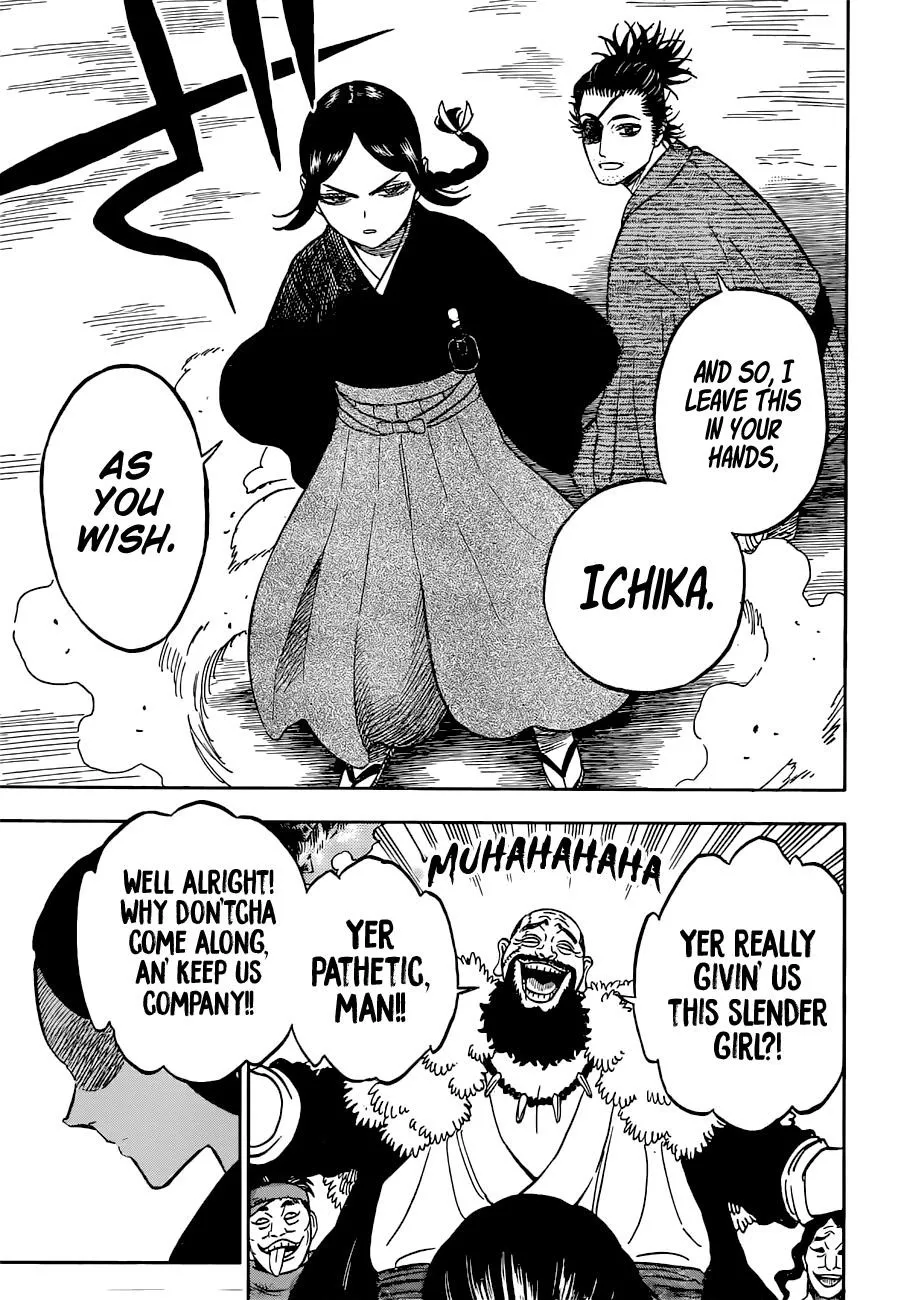 AND SO, I
LEAVE THIS
IN YOUR
HANDS,
ICHIKA.
AS
YOU
WISH.
MUHAHAHAHA
YER REALLY
GIVIN' US
THIS SLENDER
GIRL?!
YER
PATHETIC,
MAN!!
WELL ALRIGHT!
WHY DON'TCHA
COME ALONG,
AN' KEEP US
COMPANY!!